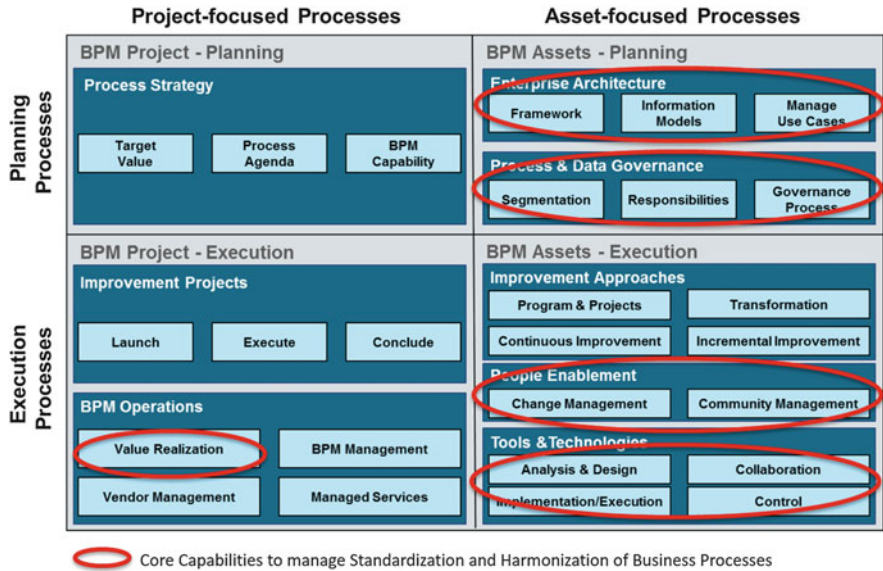 Project-focused Processes
Asset-focused Processes
Planning
Processes
BPM Project - Planning
Process Strategy
Target
Value
Process
Agenda
BPM
Capability
BPM Assets - Planning
Enterprise Architecture
Framework
Information
Models
Manage
Use Cases
Process & Data Governance
Segmentation
Responsibilities
Governance
Process
Execution
Processes
BPM Project - Execution
Improvement Projects
Launch
Execute
Conclude
BPM Operations
Value Realization
BPM Management
Vendor Management
Managed Services
BPM Assets - Execution
Improvement Approaches
Program & Projects
Transformation
Continuous Improvement
Incremental Improvement
People Enablement
Change Management
Community Management
Tools &Technologies
Analysis & Design
Collaboration
Implementation/Execution
Control
Core Capabilities to manage Standardization and Harmonization of Business Processes